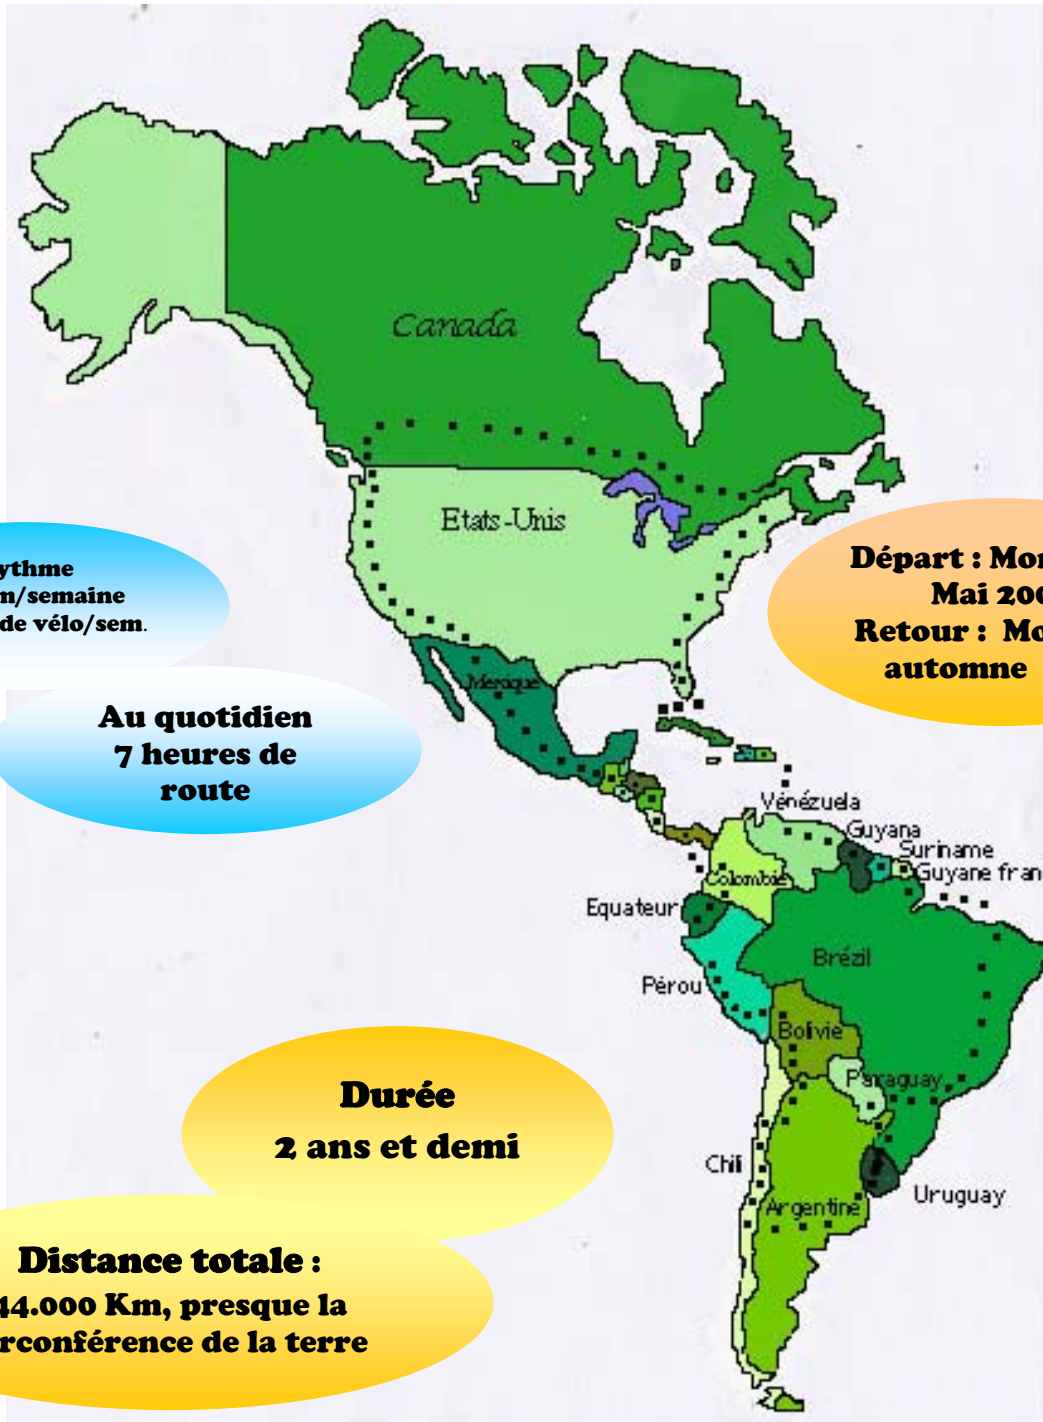 Canada
Etats-Unis
ythme
n/semaine
de vélo/sem.
Départ : Mo
Mai 200
Retour : Mo
automne
Mexique
Au quotidien
7 heures de
route
Vénézuela
Guyana
Suriname
Guyane fran
Colombie
Equateur
Brézil
Pérou
Bolivie
Paraguay
Durée
2 ans et demi
Chili
Argentine
Uruguay
Distance totale :
44.000 Km, presque la
rconférence de la terre